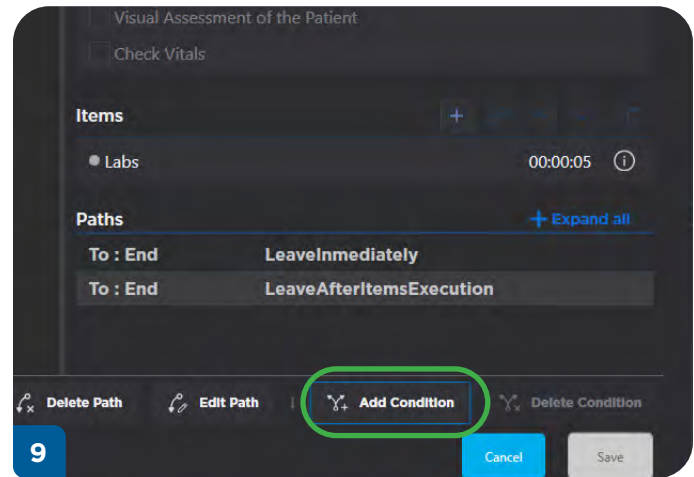 Visual Assessment of the Patient
Check Vitals
Items
Labs 00:00:05
Paths Expand all
To : End LeaveInmediately
To : End LeaveAfterItemsExecution
Delete Path Edit Path Add Condition Delete Condition
9 Cancel Save